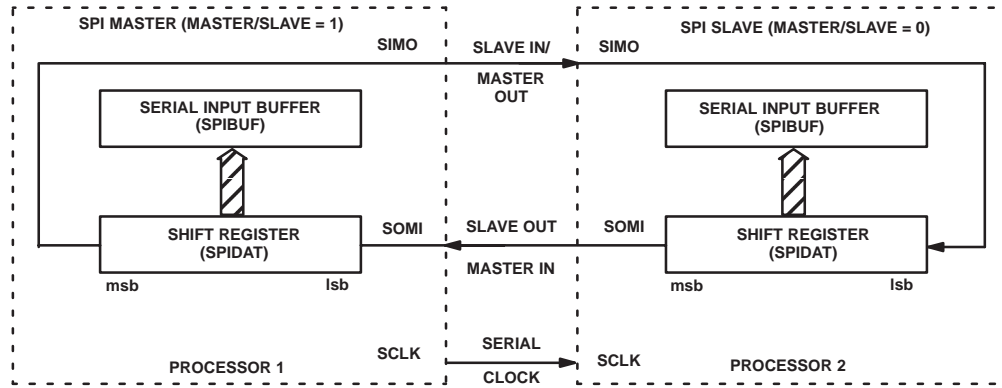 SPI MASTER (MASTER/SLAVE = 1)
SIMO
SERIAL INPUT BUFFER
(SPIBUF)
SHIFT REGISTER
(SPIDAT)
SOMI
msb
lsb
SCLK
PROCESSOR 1
SLAVE IN/
MASTER
OUT
SLAVE OUT
MASTER IN
SERIAL
CLOCK
SPI SLAVE (MASTER/SLAVE = 0)
SIMO
SERIAL INPUT BUFFER
(SPIBUF)
SOMI
SHIFT REGISTER
(SPIDAT)
msb
lsb
SCLK
PROCESSOR 2